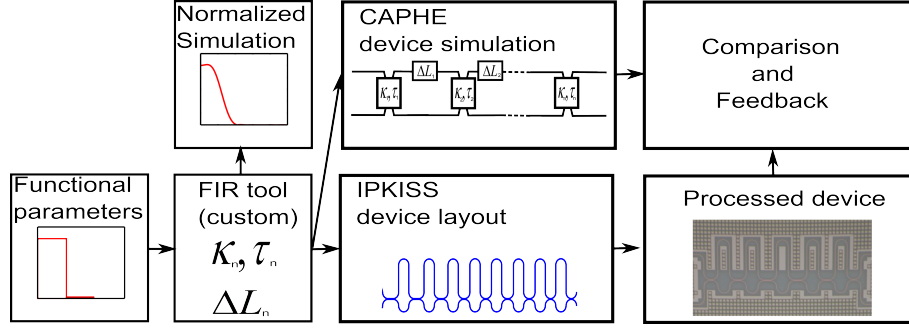 Normalized
Simulation
CAPHE
device simulation
ΔL₁
ΔL₂
κ₁,τ₁
κ₂,τ₂
κₙ,τₙ
Comparison
and
Feedback
Functional
parameters
FIR tool
(custom)
κₙ,τₙ
ΔLₙ
IPKISS
device layout
Processed device